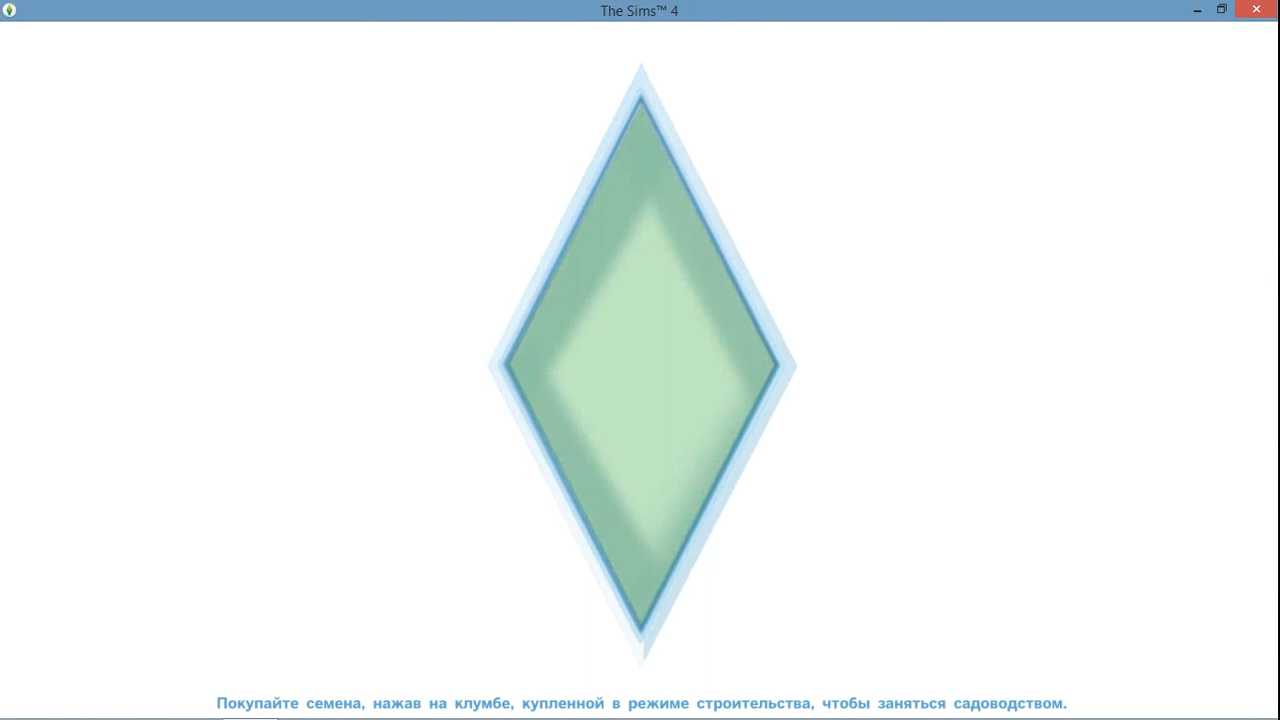 The Sims™ 4
Покупайте семена, нажав на клумбе, купленной в режиме строительства, чтобы заняться садоводством.